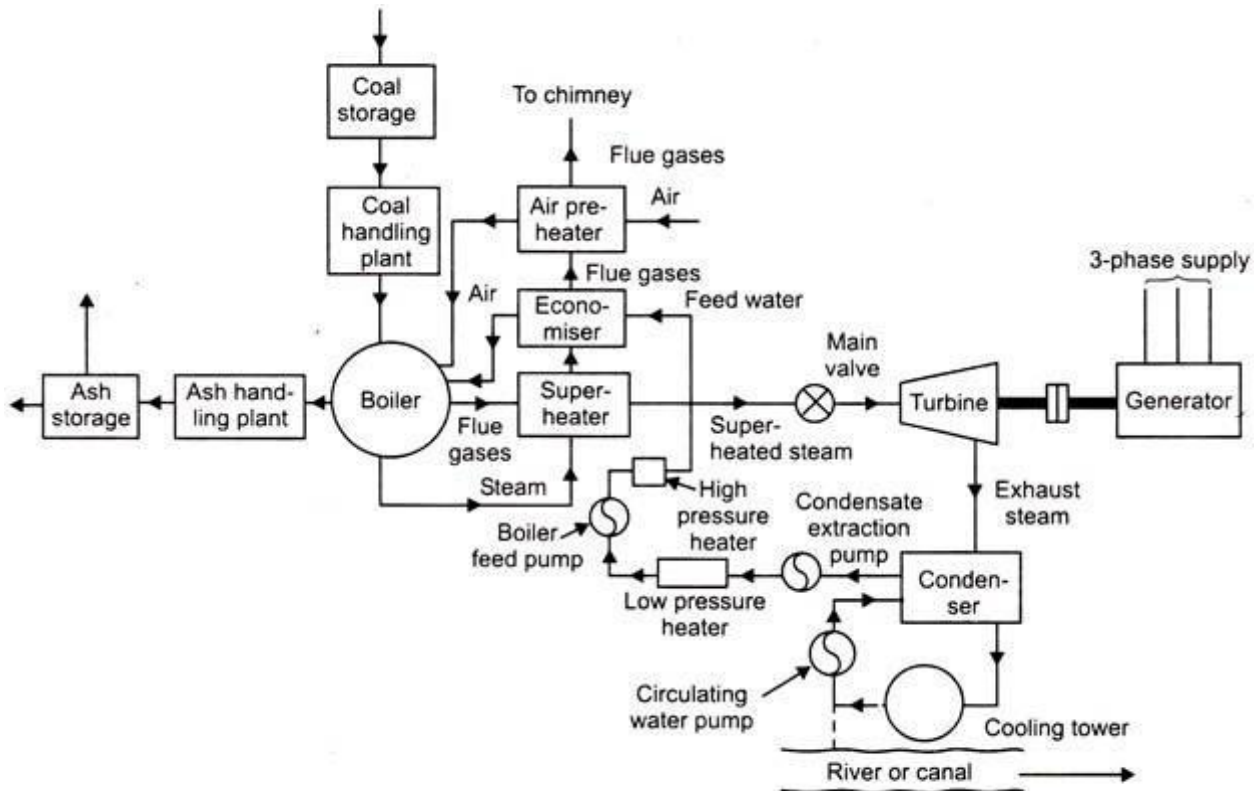 Coal
storage
To chimney
Flue gases
Coal
handling
plant
Air pre-
heater
Air
Flue gases
3-phase supply
Air
Econo-
miser
Feed water
Main
valve
Ash
storage
Ash hand-
ling plant
Boiler
Super-
heater
Turbine
Generator
Flue
gases
Super-
heated steam
Steam
High
pressure
heater
Condensate
extraction
pump
Exhaust
steam
Boiler
feed pump
Low pressure
heater
Conden-
ser
Circulating
water pump
Cooling tower
River or canal